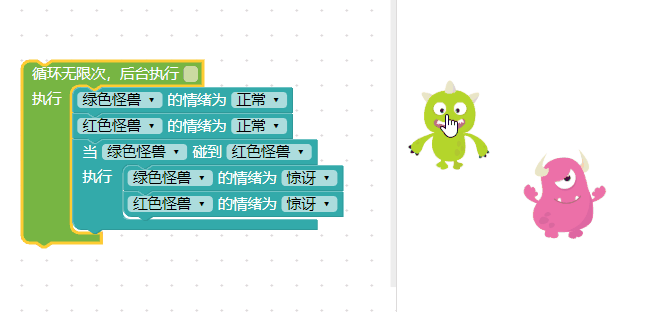 循环无限次，后台执行
执行 绿色怪兽 的情绪为 正常
红色怪兽 的情绪为 正常
当 绿色怪兽 碰到 红色怪兽
执行 绿色怪兽 的情绪为 惊讶
红色怪兽 的情绪为 惊讶